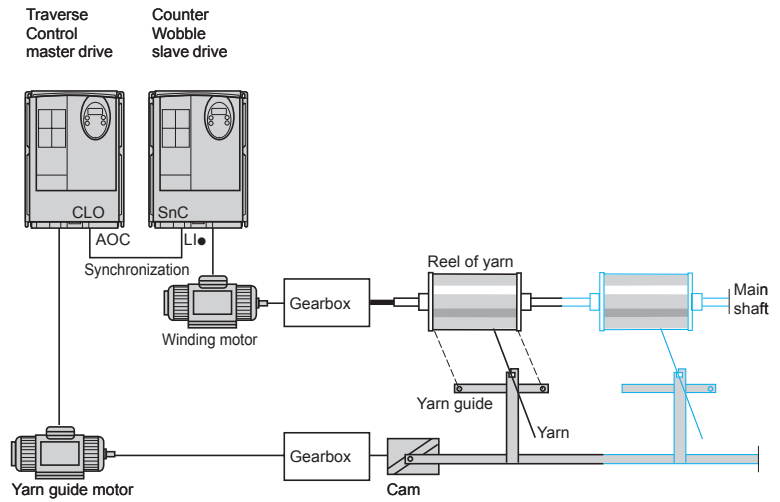 Traverse
Control
master drive
Counter
Wobble
slave drive
CLO
SnC
AOC
LI●
Synchronization
Reel of yarn
Main
shaft
Gearbox
Winding motor
Yarn guide
Yarn
Gearbox
Yarn guide motor
Cam